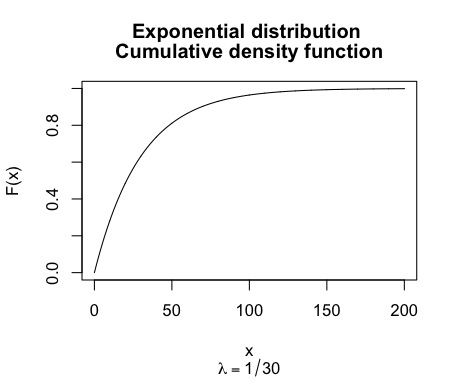 Exponential distribution
Cumulative density function
F(x)
0.8
0.4
0.0
0 50 100 150 200
x
λ = 1/30